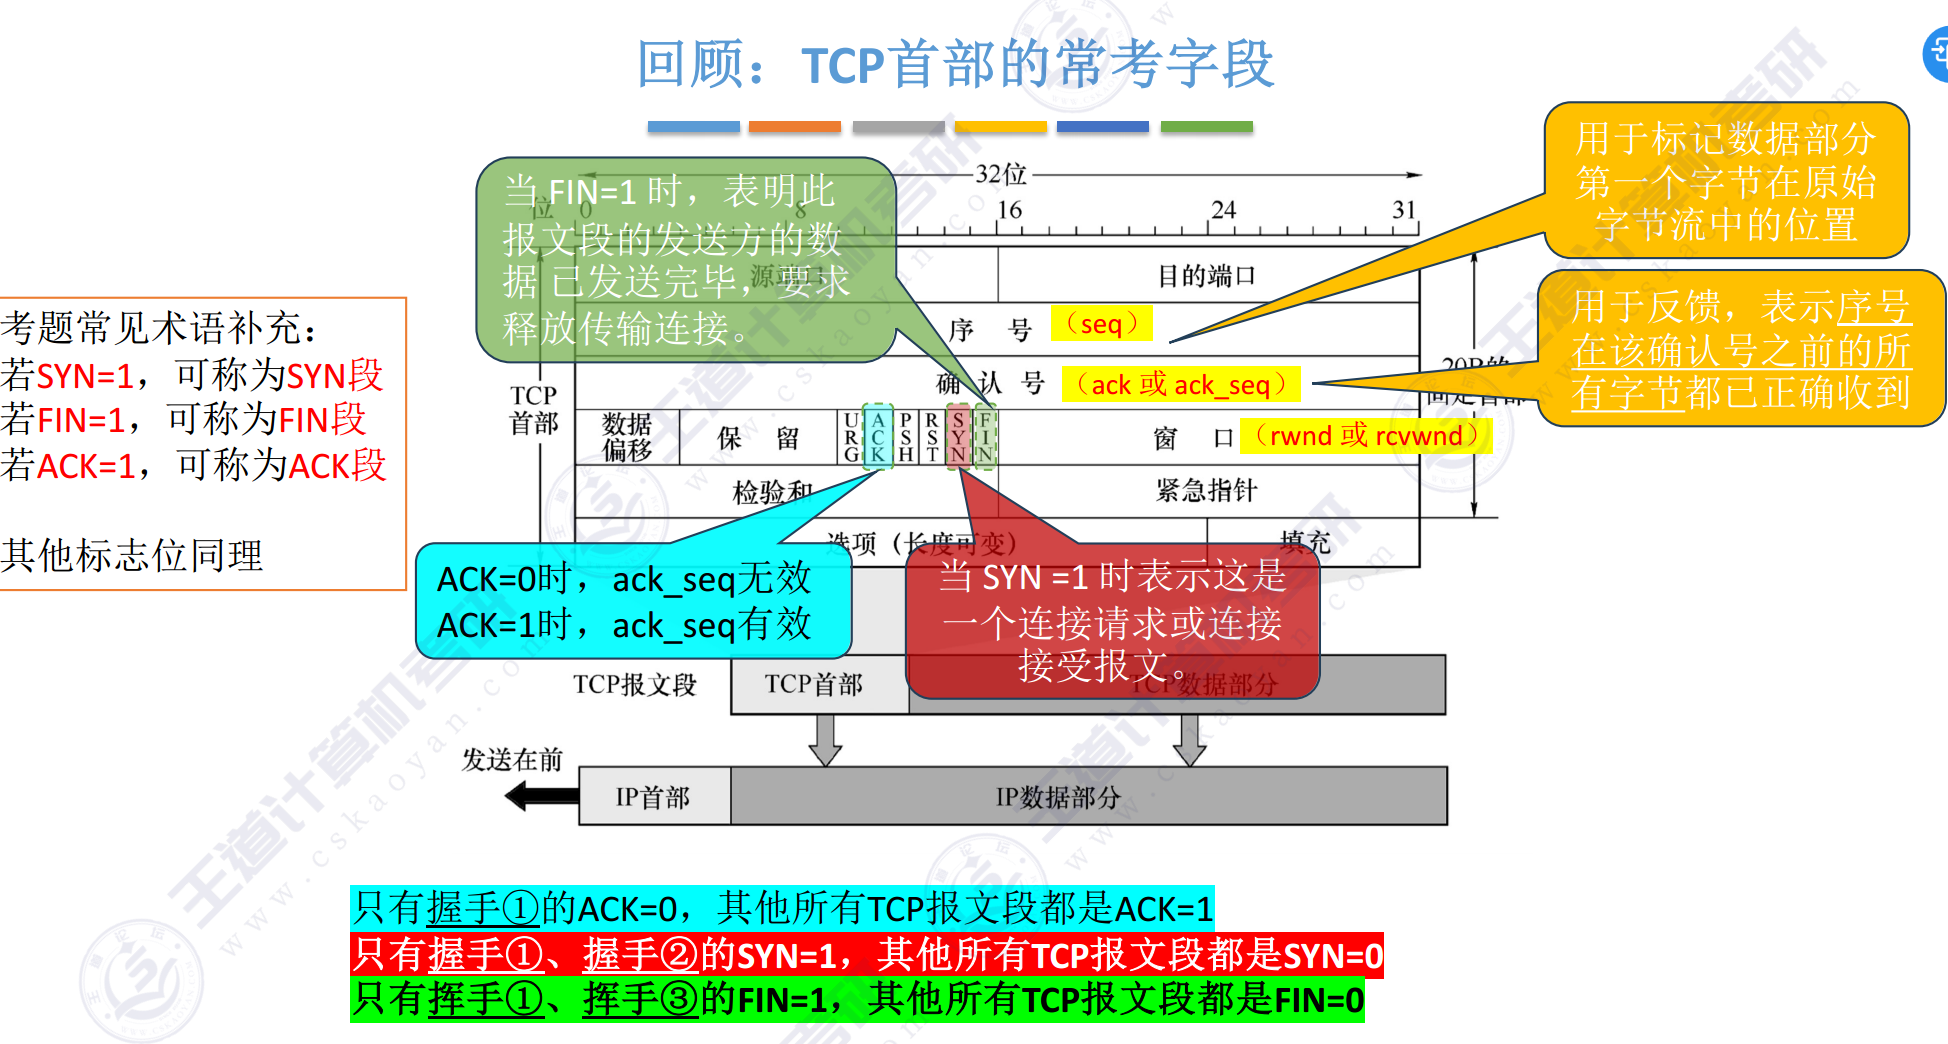 回顾：TCP首部的常考字段
32位
位 0 8 16 24 31
当 FIN=1 时，表明此
报文段的发送方的数
据 已发送完毕，要求
释放传输连接。
用于标记数据部分
第一个字节在原始
字节流中的位置
用于反馈，表示序号
在该确认号之前的所
有字节都已正确收到
考题常见术语补充：
若SYN=1，可称为SYN段
若FIN=1，可称为FIN段
若ACK=1，可称为ACK段
其他标志位同理
TCP
首部
源端口 目的端口
序 号 （seq）
确 认 号 （ack 或 ack_seq）
数据
偏移
保 留
URG
ACK
PSH
RST
SYN
FIN
窗 口 （rwnd 或 rcvwnd）
检验和 紧急指针
选项（长度可变） 填充
20B的
固定首部
ACK=0时，ack_seq无效
ACK=1时，ack_seq有效
当 SYN =1 时表示这是
一个连接请求或连接
接受报文。
TCP报文段 TCP首部 TCP数据部分
发送在前
IP首部 IP数据部分
只有握手①的ACK=0，其他所有TCP报文段都是ACK=1
只有握手①、握手②的SYN=1，其他所有TCP报文段都是SYN=0
只有挥手①、挥手③的FIN=1，其他所有TCP报文段都是FIN=0
王道计算机考研
www.cskaoyan.com